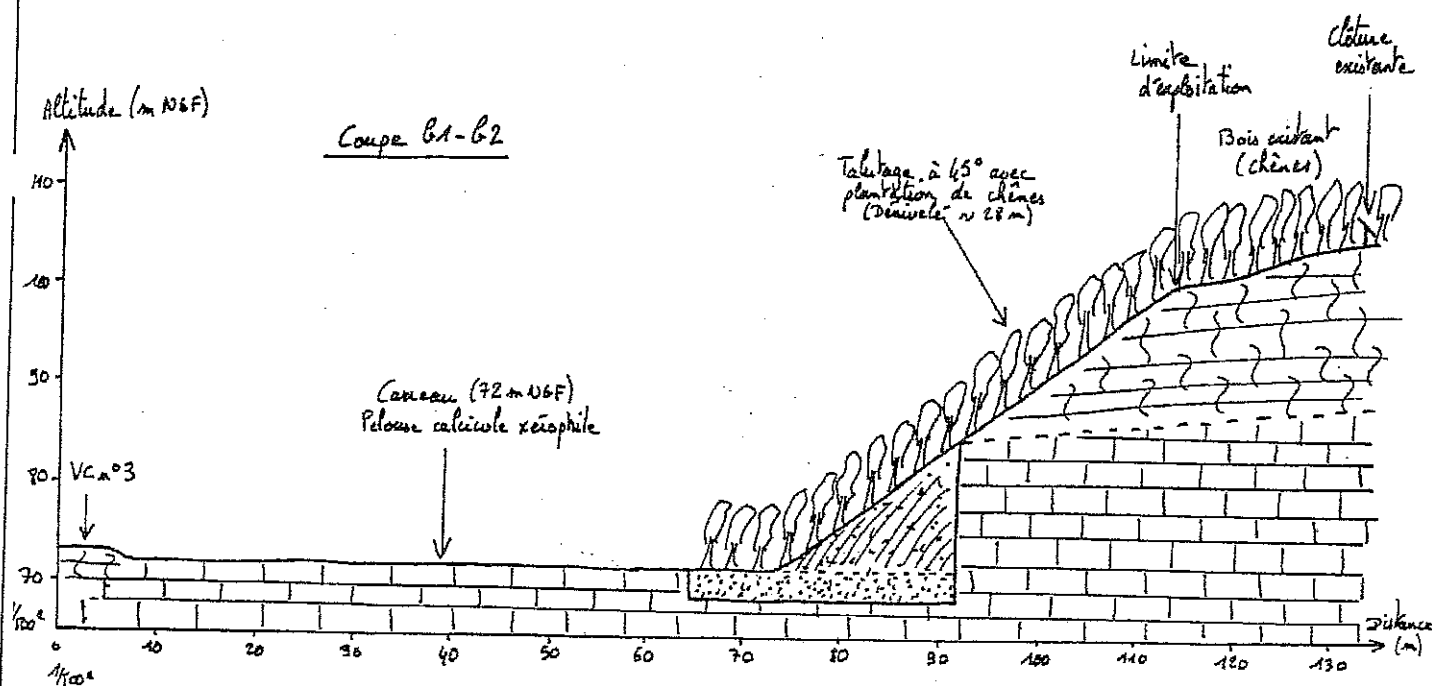 Clôture
existante
Limite
d'exploitation
Altitude (m NGF)
Coupe b1-b2
Bois existant
(chênes)
Talutage à 45° avec
plantation de chênes
(Dénivelé ~ 28 m)
110
100
90
Carreau (72 m NGF)
Pelouse calcicole xérophile
80
VC n°3
70
1/500e
Distance
(m)
0 10 20 30 40 50 60 70 80 90 100 110 120 130
1/500e